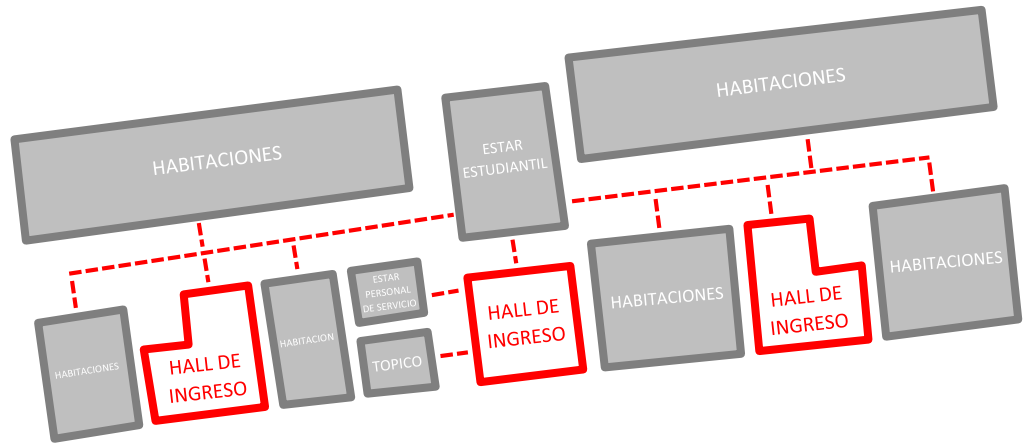 HABITACIONES
HABITACIONES
ESTAR
ESTUDIANTIL
HABITACIONES
HALL DE
INGRESO
HABITACION
ESTAR
PERSONAL
DE SERVICIO
TOPICO
HALL DE
INGRESO
HABITACIONES
HALL DE
INGRESO
HABITACIONES